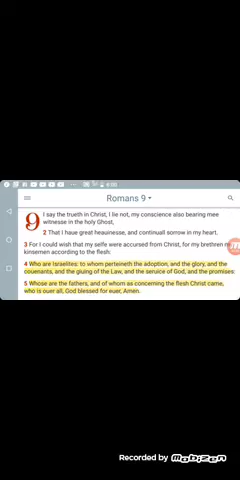 4:05
Romans 9
9 I say the trueth in Christ, I lie not, my conscience also bearing mee
witnesse in the holy Ghost,
2 That I haue great heauinesse, and continuall sorrow in my heart.
3 For I could wish that my selfe were accursed from Christ, for my brethren my
kinsemen according to the flesh:
4 Who are Israelites: to whom perteineth the adoption, and the glory, and the
couenants, and the giuing of the Law, and the seruice of God, and the promises:
5 Whose are the fathers, and of whom as concerning the flesh Christ came,
who is ouer all, God blessed for euer, Amen.
Recorded by MOBIZEN